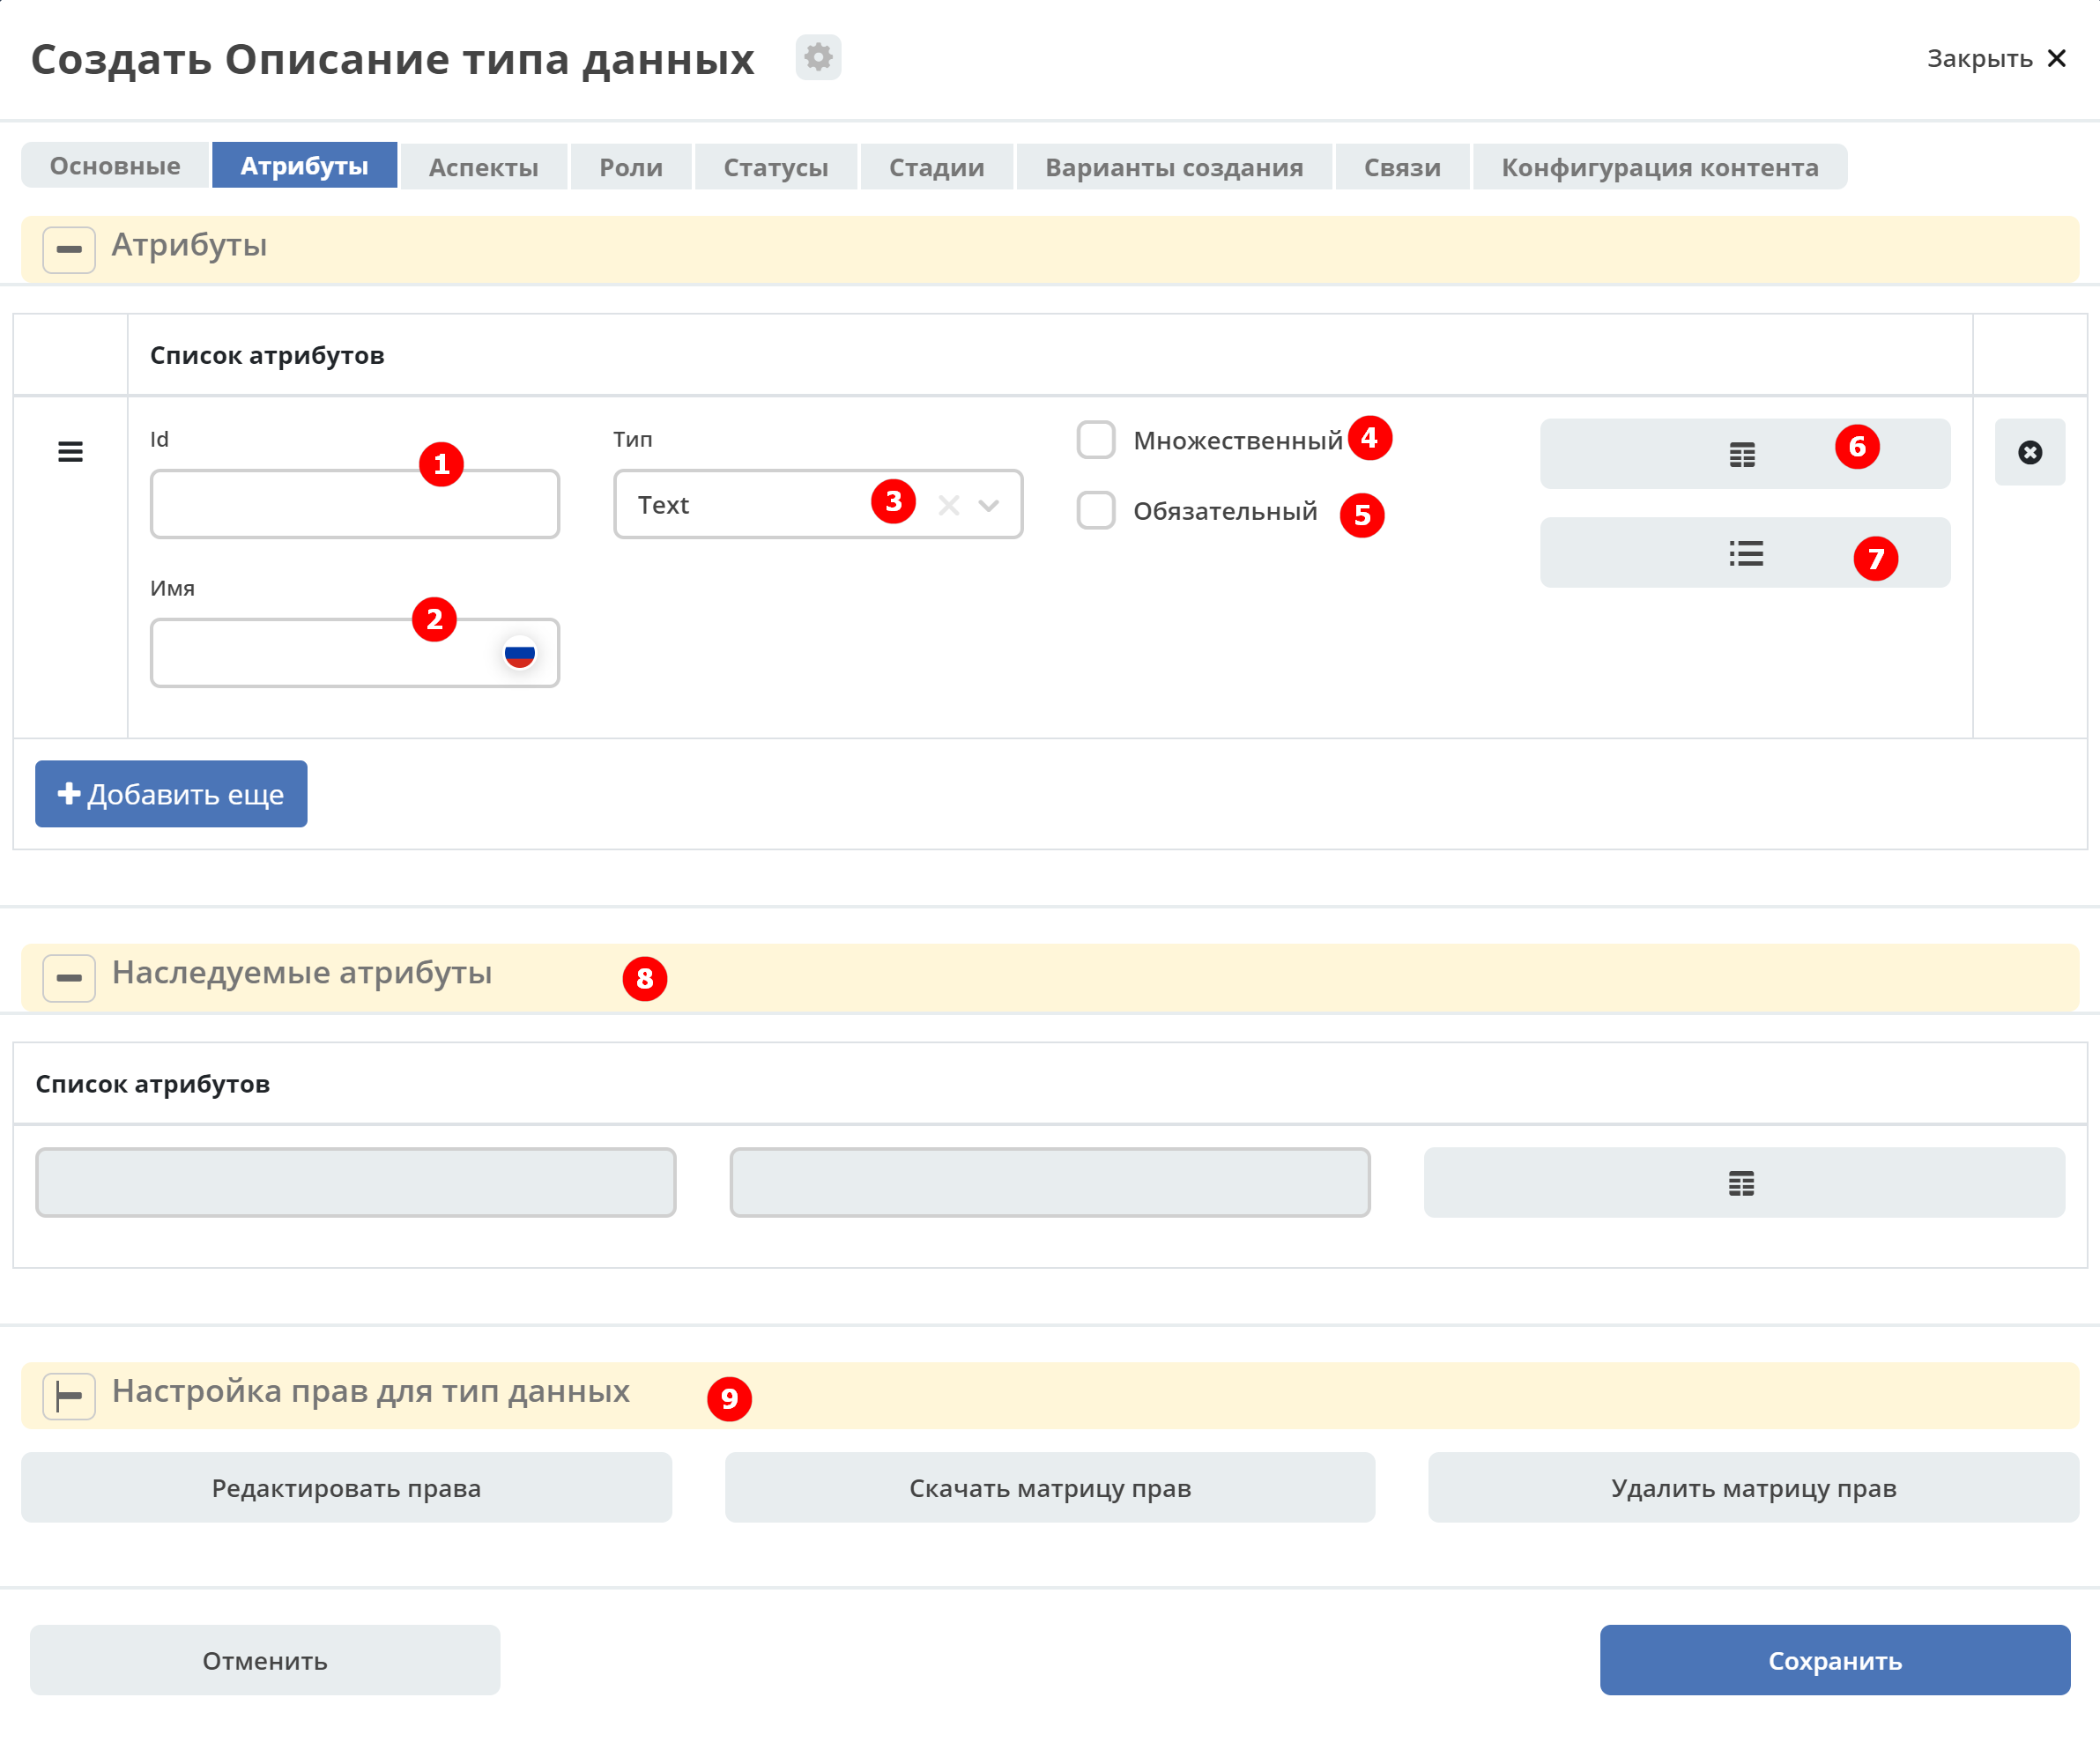 Создать Описание типа данных
Закрыть
Основные Атрибуты Аспекты Роли Статусы Стадии Варианты создания Связи Конфигурация контента
Атрибуты
Список атрибутов
Id 1 Тип Множественный 4 6
Text 3 Обязательный 5
7
Имя 2
Добавить еще
Наследуемые атрибуты 8
Список атрибутов
Настройка прав для тип данных 9
Редактировать права Скачать матрицу прав Удалить матрицу прав
Отменить Сохранить